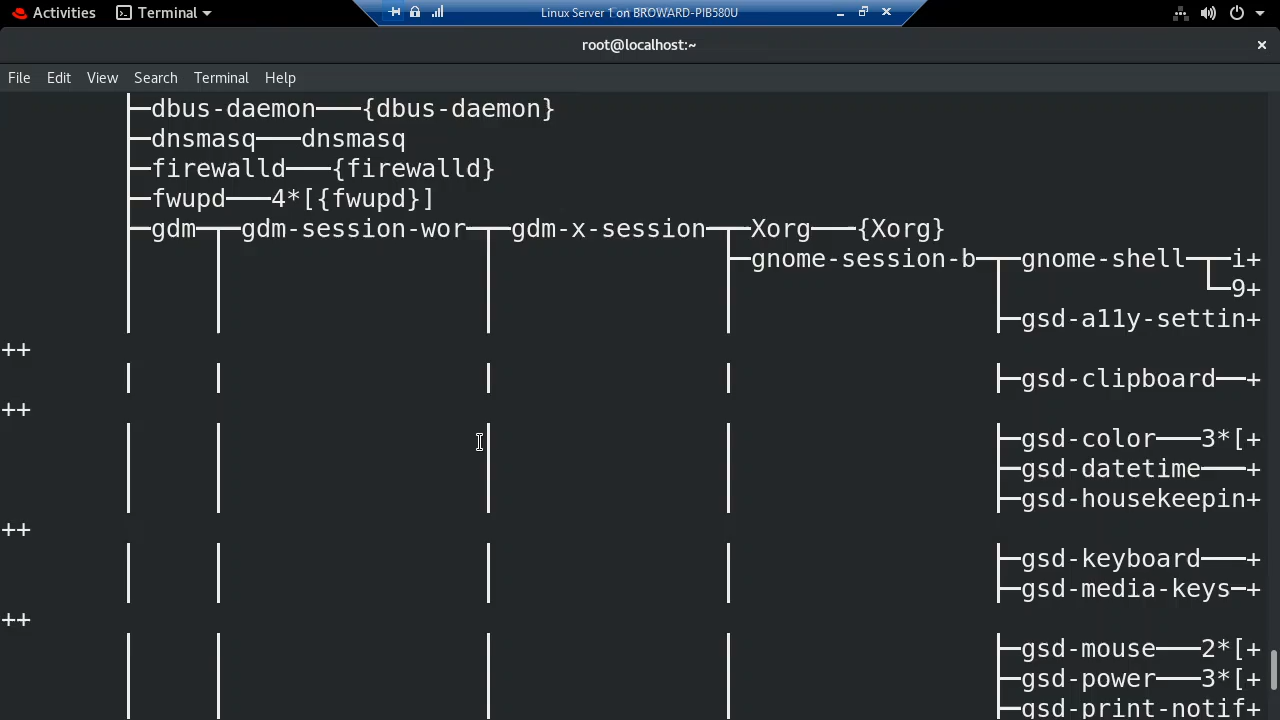 Activities Terminal Linux Server 1 on BROWARD-PIB580U
root@localhost:~
File Edit View Search Terminal Help
├─dbus-daemon───{dbus-daemon}
├─dnsmasq───dnsmasq
├─firewalld───{firewalld}
├─fwupd───4*[{fwupd}]
├─gdm─┬─gdm-session-wor─┬─gdm-x-session─┬─Xorg───{Xorg}
│     │                 │               ├─gnome-session-b─┬─gnome-shell─┬─i+
│     │                 │               │                 │             └─9+
│     │                 │               │                 ├─gsd-a11y-settin+
++
│     │                 │               │                 ├─gsd-clipboard──+
++
│     │                 │               │                 ├─gsd-color───3*[+
│     │                 │               │                 ├─gsd-datetime───+
│     │                 │               │                 ├─gsd-housekeepin+
++
│     │                 │               │                 ├─gsd-keyboard───+
│     │                 │               │                 ├─gsd-media-keys─+
++
│     │                 │               │                 ├─gsd-mouse───2*[+
│     │                 │               │                 ├─gsd-power───3*[+
│     │                 │               │                 ├─gsd-print-notif+